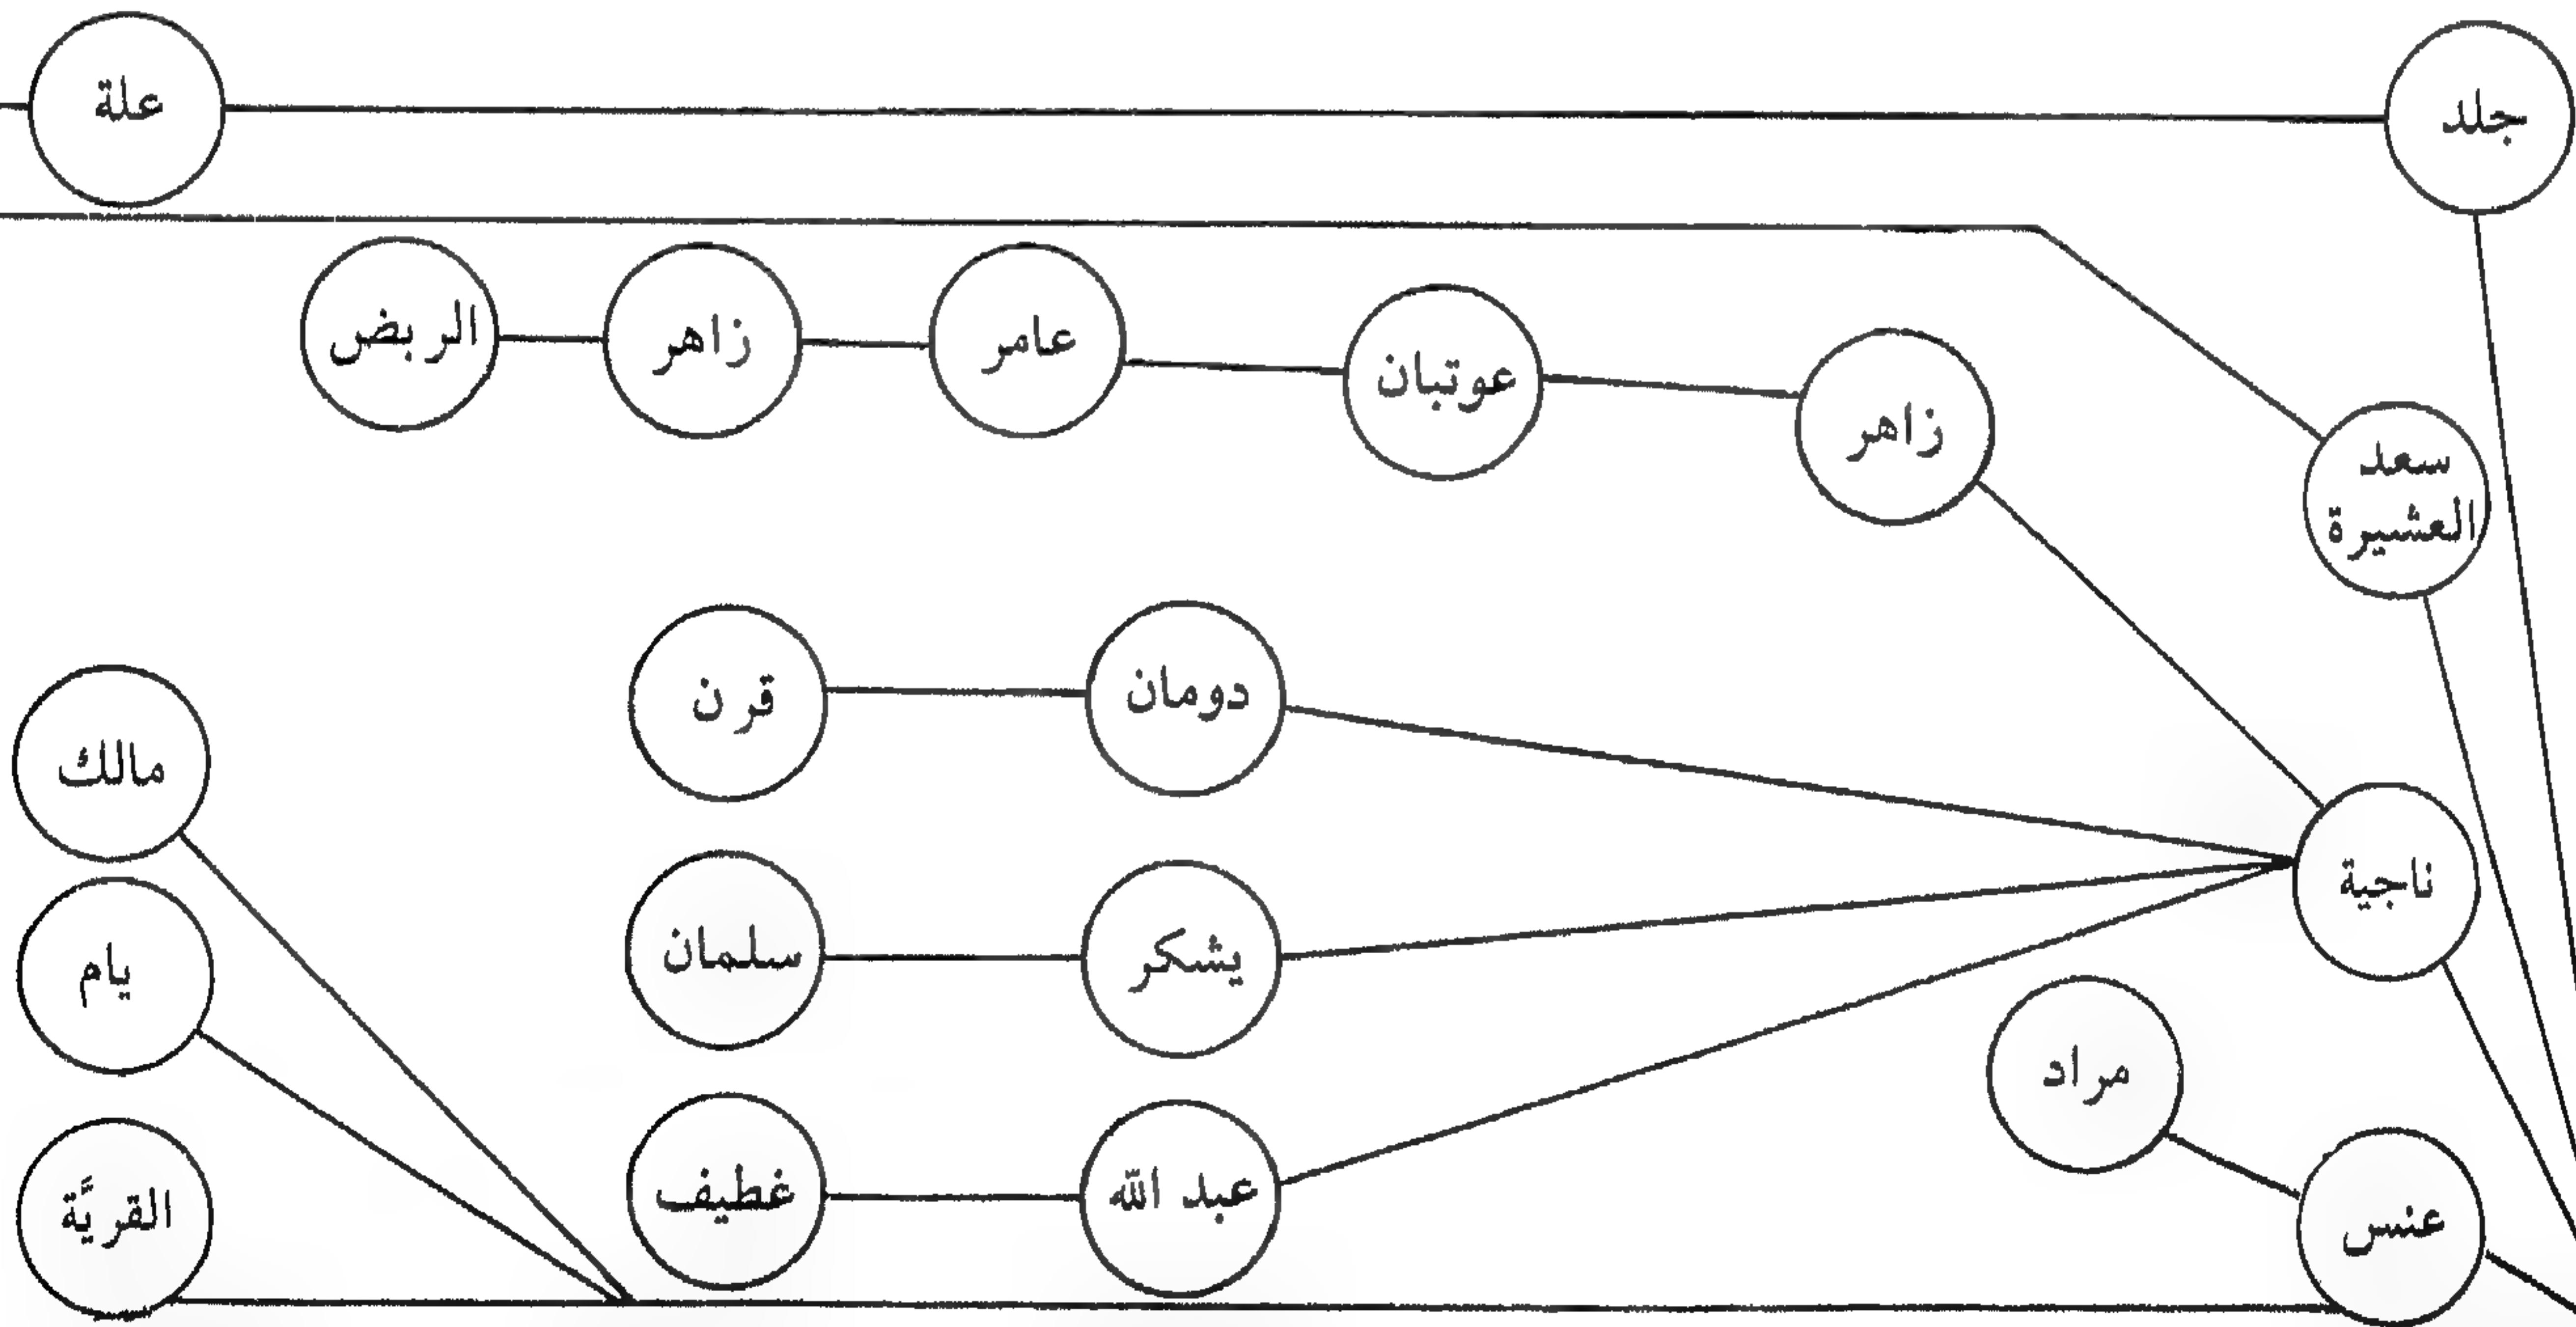 جلد
علة
سعد
العشيرة
زاهر
عوتبان
عامر
زاهر
الربض
دومان
قرن
ناجية
يشكر
سلمان
عبد الله
غطيف
مراد
عنس
مالك
يام
القريَّة